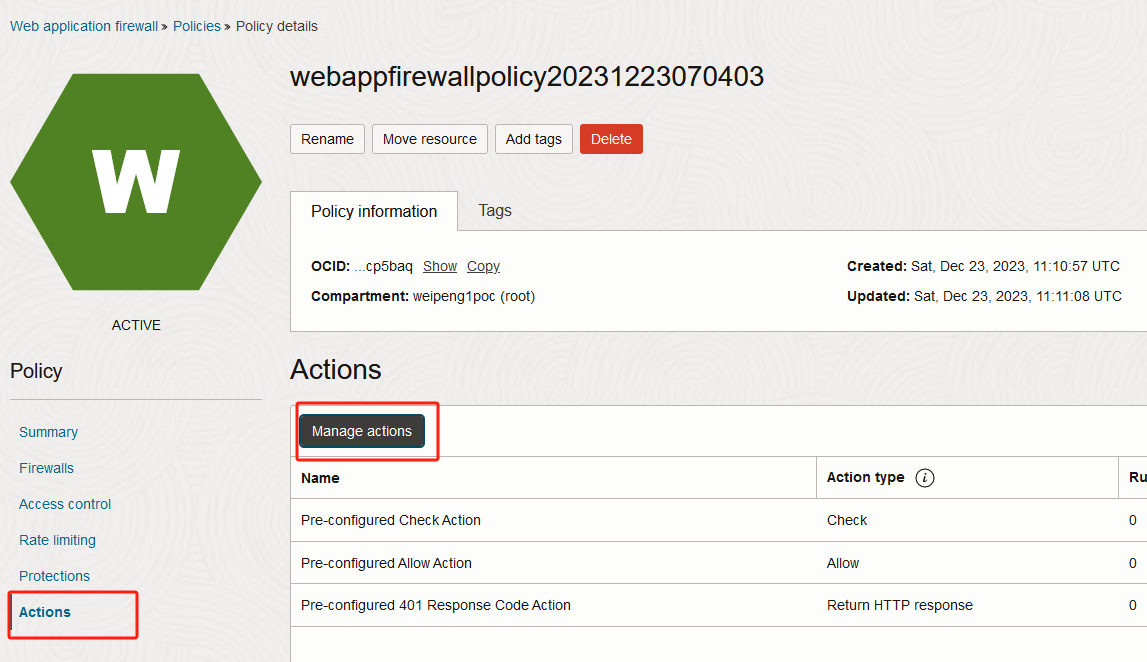 Web application firewall » Policies » Policy details
W
ACTIVE
webappfirewallpolicy20231223070403
Rename Move resource Add tags Delete
Policy information Tags
OCID: ...cp5baq Show Copy
Compartment: weipeng1poc (root)
Created: Sat, Dec 23, 2023, 11:10:57 UTC
Updated: Sat, Dec 23, 2023, 11:11:08 UTC
Policy
Summary
Firewalls
Access control
Rate limiting
Protections
Actions
Actions
Manage actions
Name Action type i Ru
Pre-configured Check Action Check 0
Pre-configured Allow Action Allow 0
Pre-configured 401 Response Code Action Return HTTP response 0